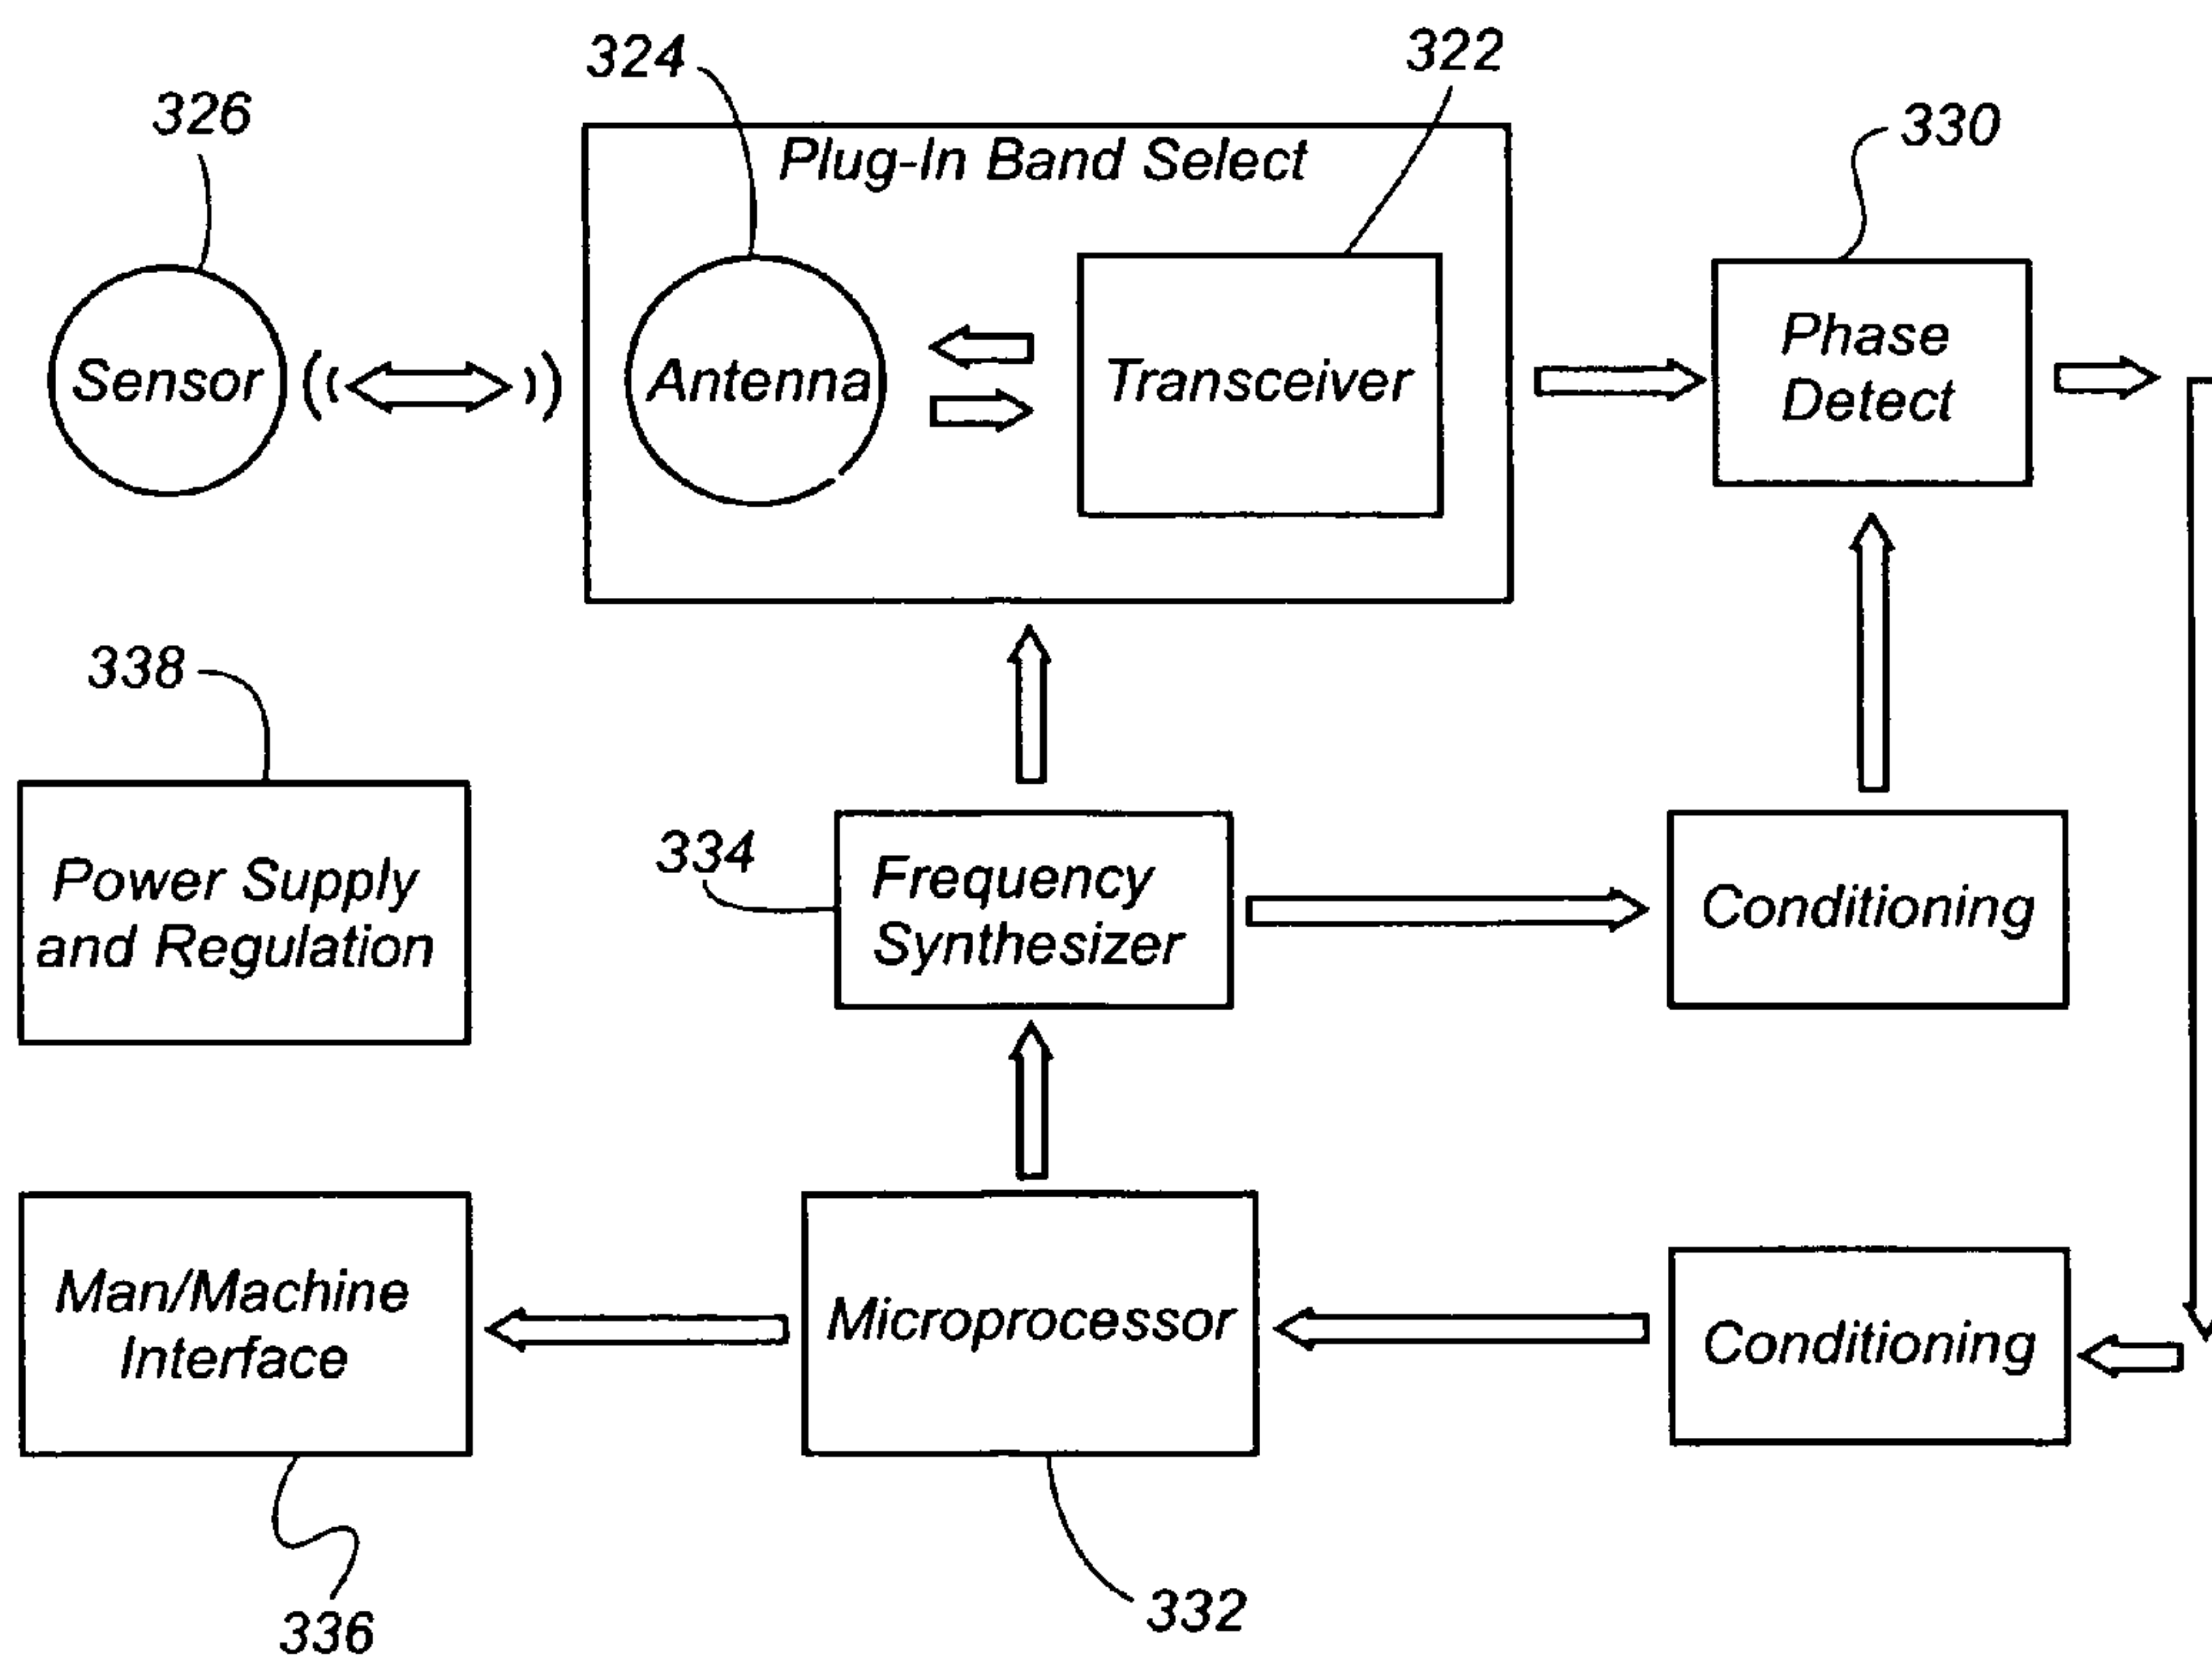 324
322
326
330
Plug-In Band Select
Sensor
Antenna
Transceiver
Phase
Detect
338
334
Power Supply
and Regulation
Frequency
Synthesizer
Conditioning
Man/Machine
Interface
Microprocessor
Conditioning
336
332